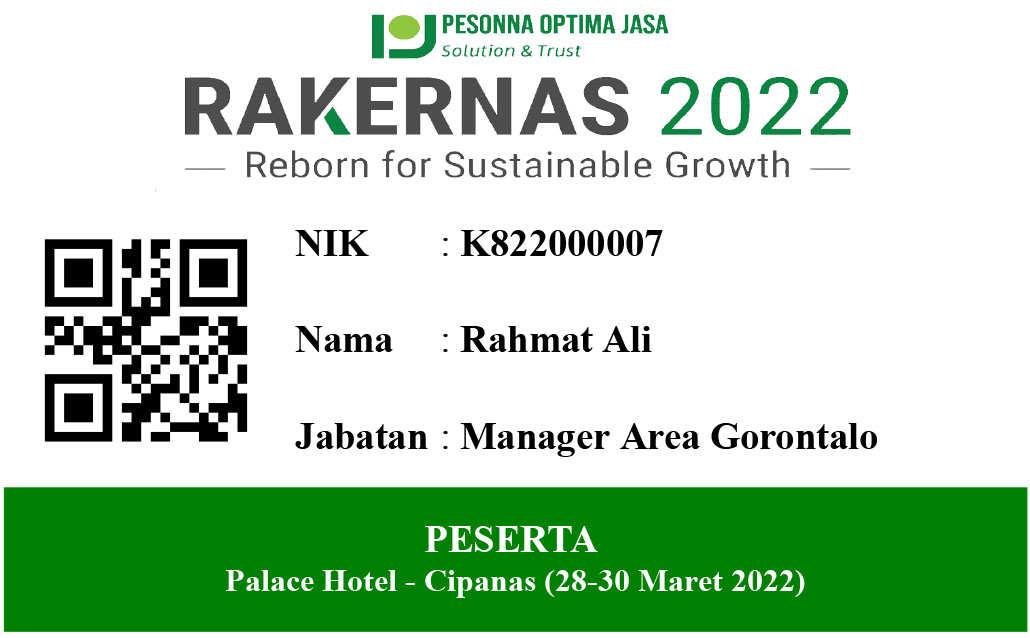 PESONNA OPTIMA JASA
Solution & Trust
RAKERNAS 2022
Reborn for Sustainable Growth
NIK : K822000007
Nama : Rahmat Ali
Jabatan : Manager Area Gorontalo
PESERTA
Palace Hotel - Cipanas (28-30 Maret 2022)